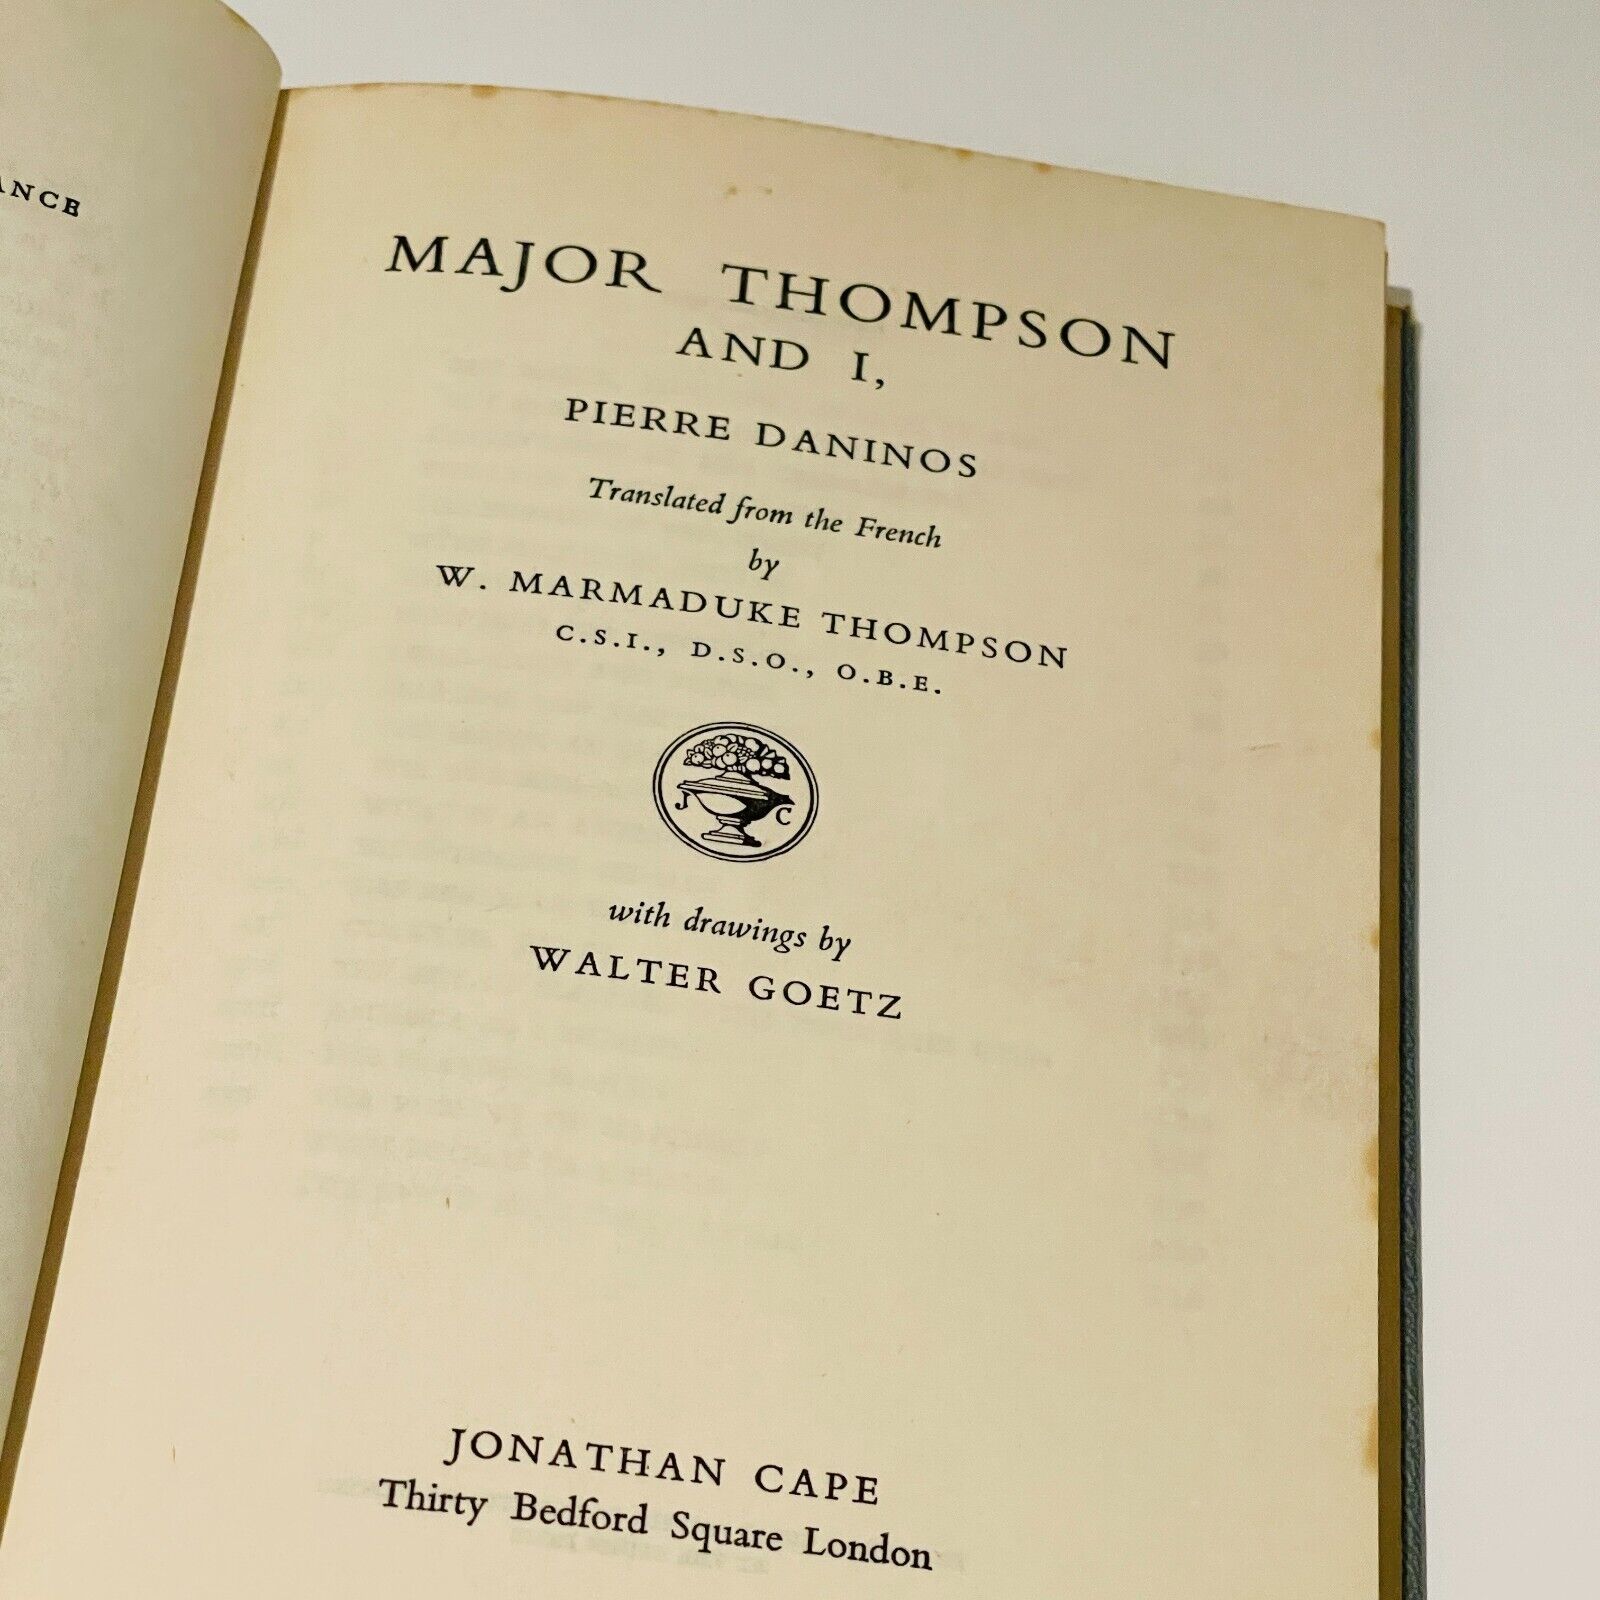 MAJOR THOMPSON
AND I,
PIERRE DANINOS
Translated from the French
by
W. MARMADUKE THOMPSON
C.S.I., D.S.O., O.B.E.
J C
with drawings by
WALTER GOETZ
JONATHAN CAPE
Thirty Bedford Square London